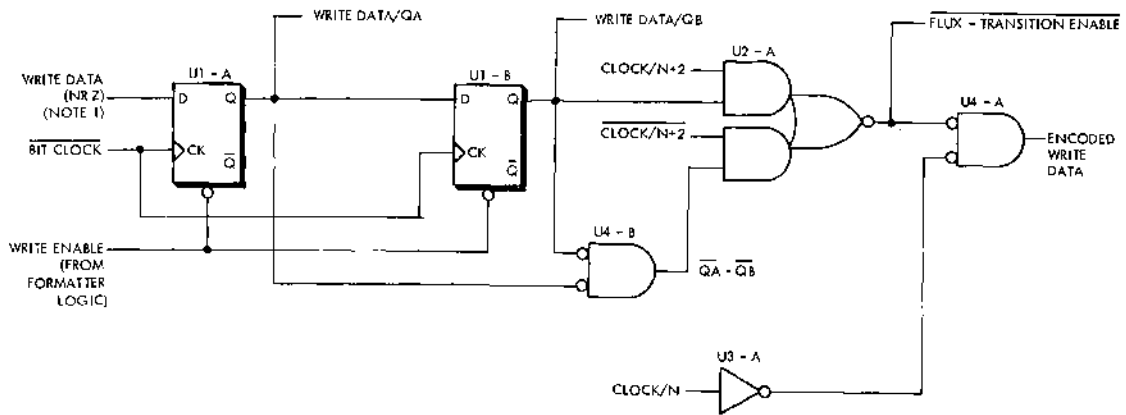 WRITE DATA/QA
WRITE DATA/QB
FLUX - TRANSITION ENABLE
U1 - A
U1 - B
U2 - A
U4 - A
WRITE DATA
(NRZ)
(NOTE 1)
D Q
D Q
CLOCK/N÷2
BIT CLOCK
CK
Q
CK
Q
CLOCK/N÷2
ENCODED
WRITE
DATA
WRITE ENABLE
(FROM
FORMATTER
LOGIC)
U4 - B
QA - QB
U3 - A
CLOCK/N